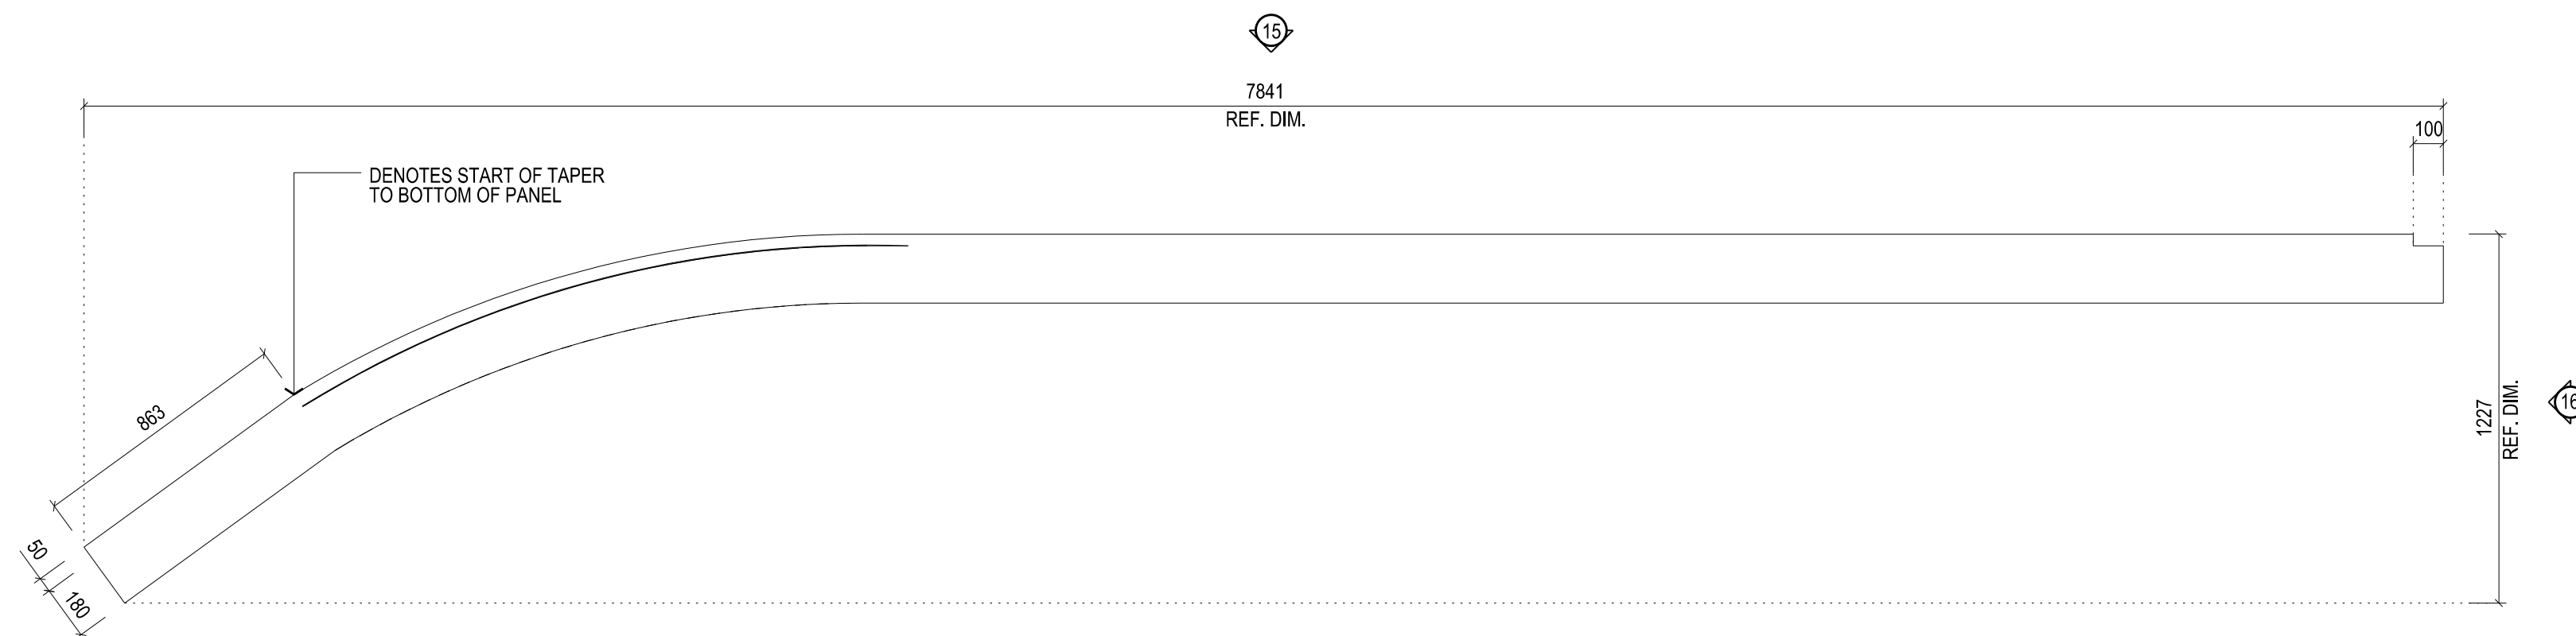 15
7841
REF. DIM.
100
DENOTES START OF TAPER
TO BOTTOM OF PANEL
863
1227
REF. DIM.
16
50
180